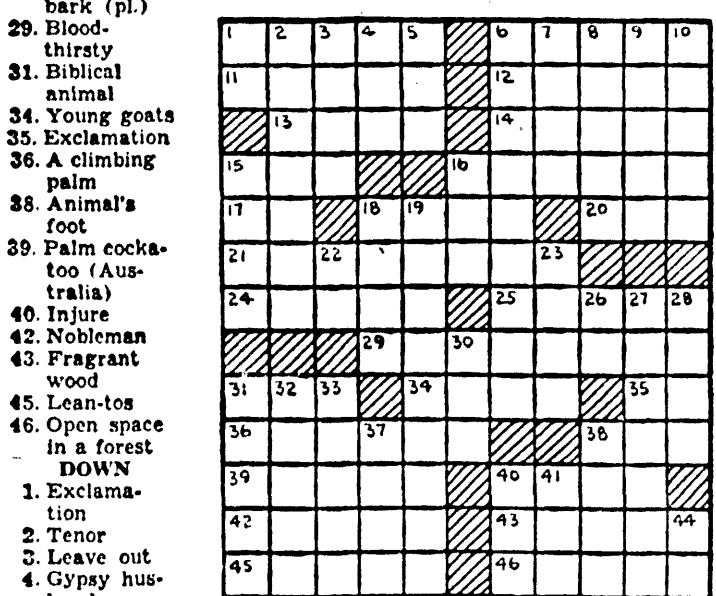 bark (pl.)
29. Blood-
thirsty
31. Biblical
animal
34. Young goats
35. Exclamation
36. A climbing
palm
38. Animal's
foot
39. Palm cocka-
too (Aus-
tralia)
40. Injure
42. Nobleman
43. Fragrant
wood
45. Lean-tos
46. Open space
in a forest
DOWN
1. Exclama-
tion
2. Tenor
3. Leave out
4. Gypsy hus-
1 2 3 4 5 6 7 8 9 10
11 12
13 14
15 16
17 18 19 20
21 22 23
24 25 26 27 28
29 30
31 32 33 34 35
36 37 38
39 40 41
42 43 44
45 46